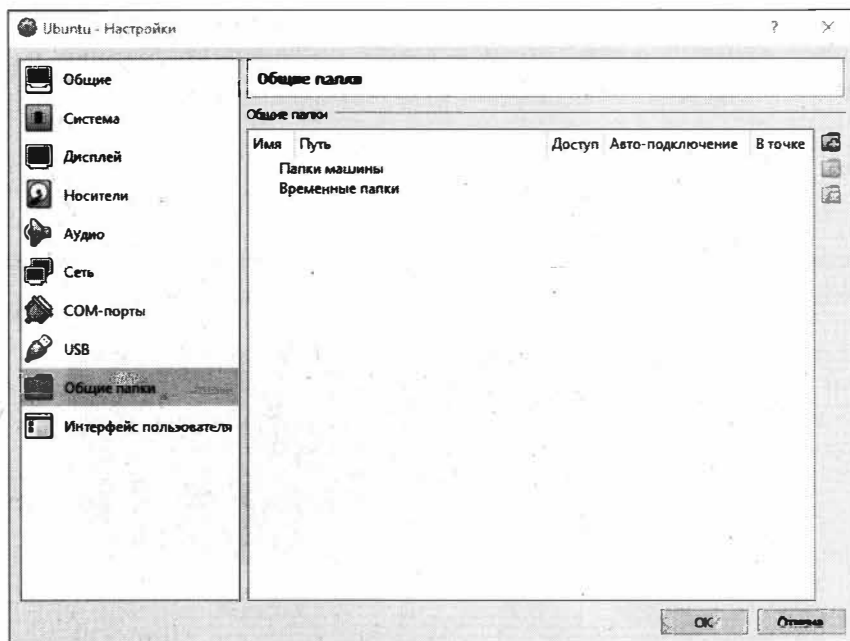 Ubuntu - Настройки
?
Общие
Система
Дисплей
Носители
Аудио
Сеть
COM-порты
USB
Общие папки
Интерфейс пользователя
Общие папки
Общие папки
Имя Путь Доступ Авто-подключение В точке
Папки машины
Временные папки
OK Отмена